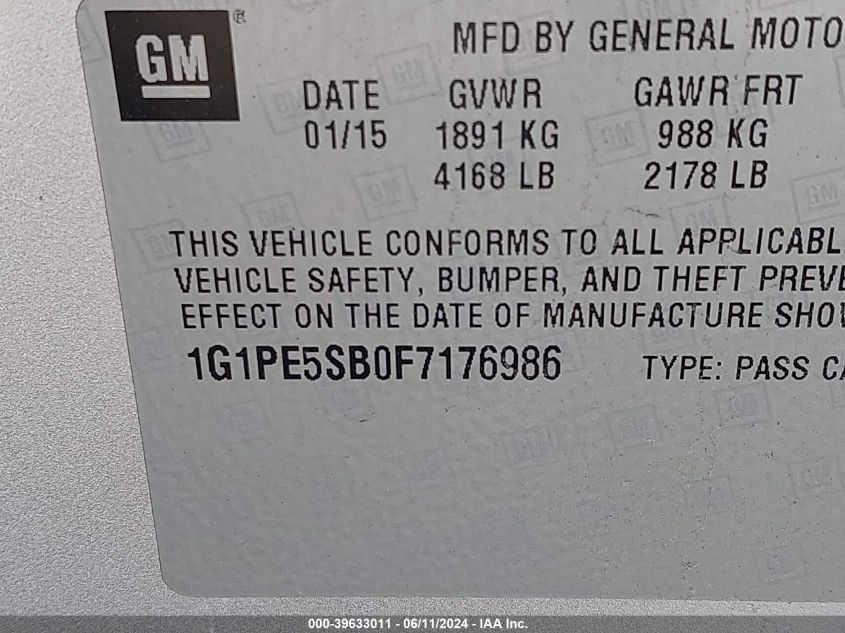 GM ®
MFD BY GENERAL MOTO
DATE GVWR GAWR FRT
01/15 1891 KG 988 KG
4168 LB 2178 LB
THIS VEHICLE CONFORMS TO ALL APPLICABL
VEHICLE SAFETY, BUMPER, AND THEFT PREVE
EFFECT ON THE DATE OF MANUFACTURE SHOW
1G1PE5SB0F7176986 TYPE: PASS CA
000-39633011 - 06/11/2024 - IAA Inc.